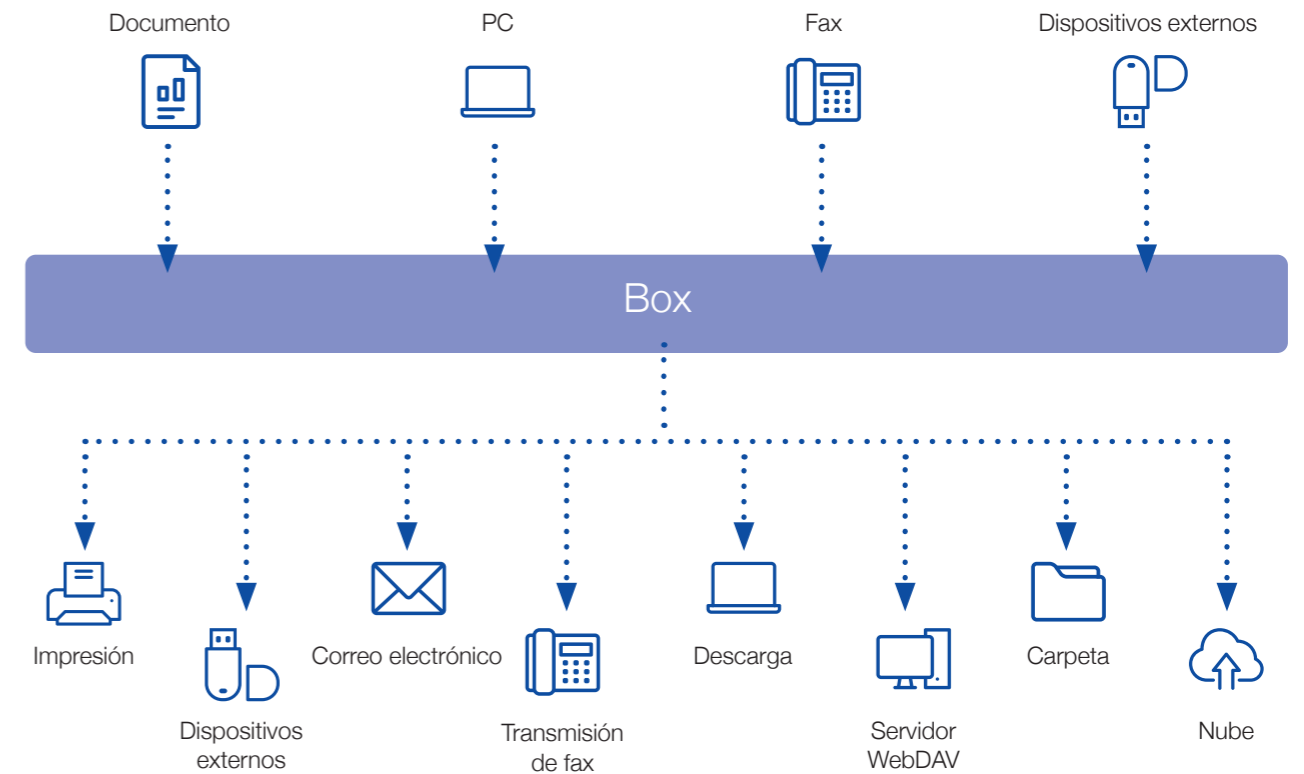 Documento
PC
Fax
Dispositivos externos
Box
Impresión
Correo electrónico
Descarga
Carpeta
Dispositivos
externos
Transmisión
de fax
Servidor
WebDAV
Nube